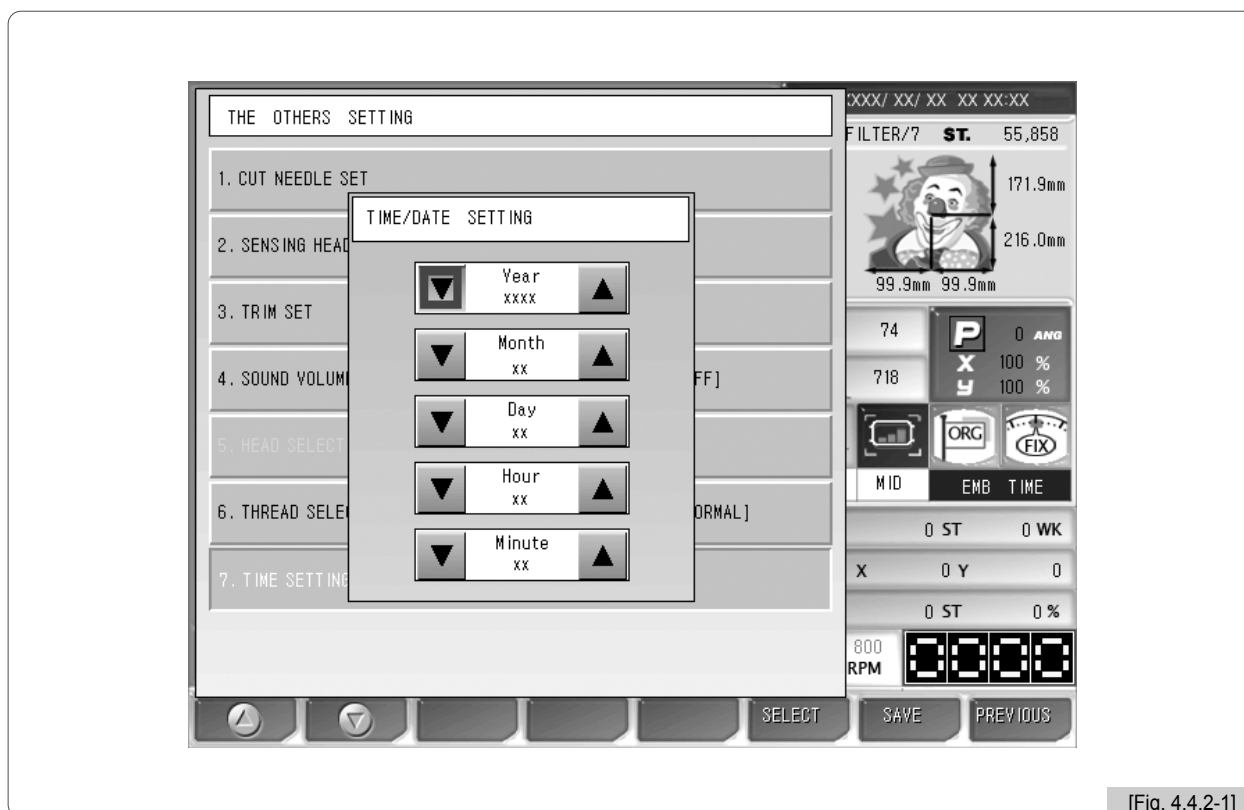 THE OTHERS SETTING
1. CUT NEEDLE SET
2. SENSING HEAD
3. TRIM SET
4. SOUND VOLUM
FF]
5. HEAD SELECT
6. THREAD SELE
ORMAL]
7. TIME SETTING
TIME/DATE SETTING
Year
xxxx
Month
xx
Day
xx
Hour
xx
Minute
xx
XXX/ XX/ XX XX XX:XX
FILTER/7 ST. 55,858
171.9mm
216.0mm
99.9mm 99.9mm
74
718
P 0 ANG
X 100 %
y 100 %
ORG
FIX
MID
EMB TIME
0 ST 0 WK
X 0 Y 0
0 ST 0 %
800
RPM
0000
SELECT
SAVE
PREVIOUS
[Fig. 4.4.2-1]